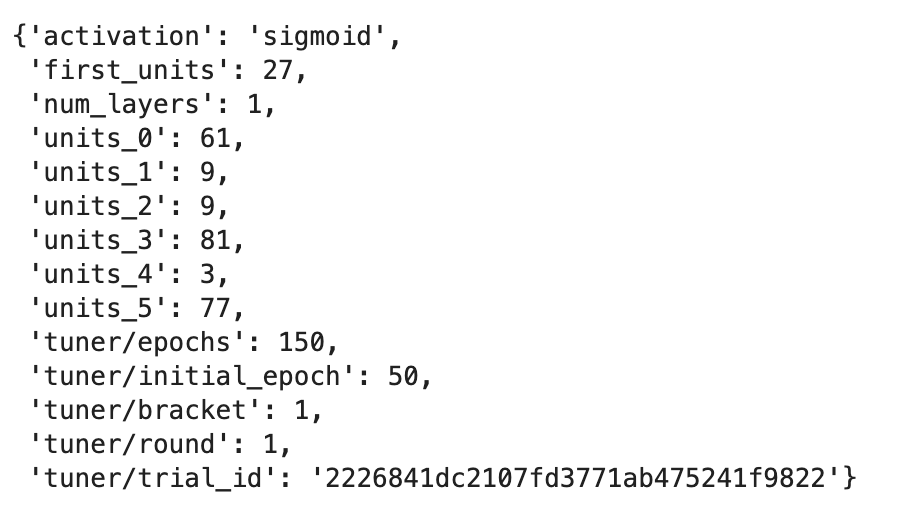 {'activation': 'sigmoid',
'first_units': 27,
'num_layers': 1,
'units_0': 61,
'units_1': 9,
'units_2': 9,
'units_3': 81,
'units_4': 3,
'units_5': 77,
'tuner/epochs': 150,
'tuner/initial_epoch': 50,
'tuner/bracket': 1,
'tuner/round': 1,
'tuner/trial_id': '2226841dc2107fd3771ab475241f9822'}